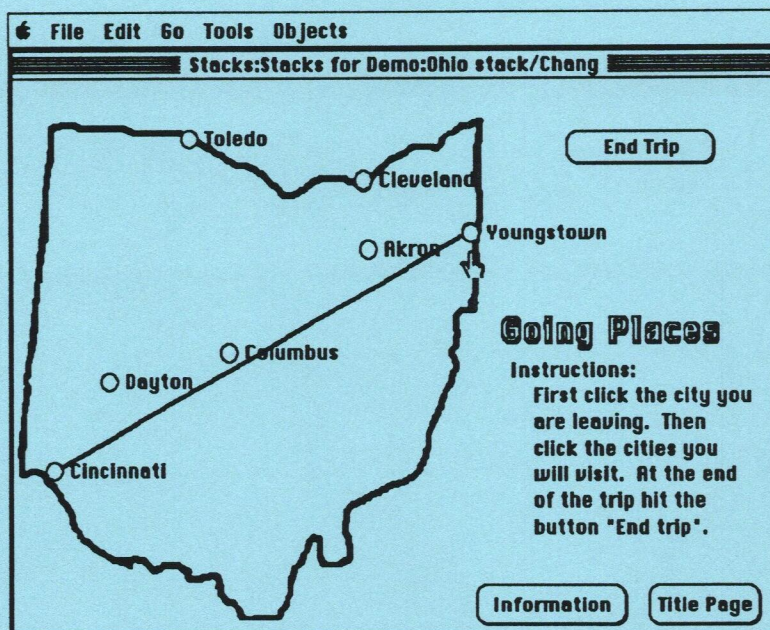 File Edit Go Tools Objects
Stacks:Stacks for Demo:Ohio stack/Chang
Toledo
End Trip
Cleveland
Youngstown
Akron
Going Places
Columbus
Instructions:
Dayton
First click the city you
are leaving. Then
click the cities you
Cincinnati
will visit. At the end
of the trip hit the
button "End trip".
Information
Title Page